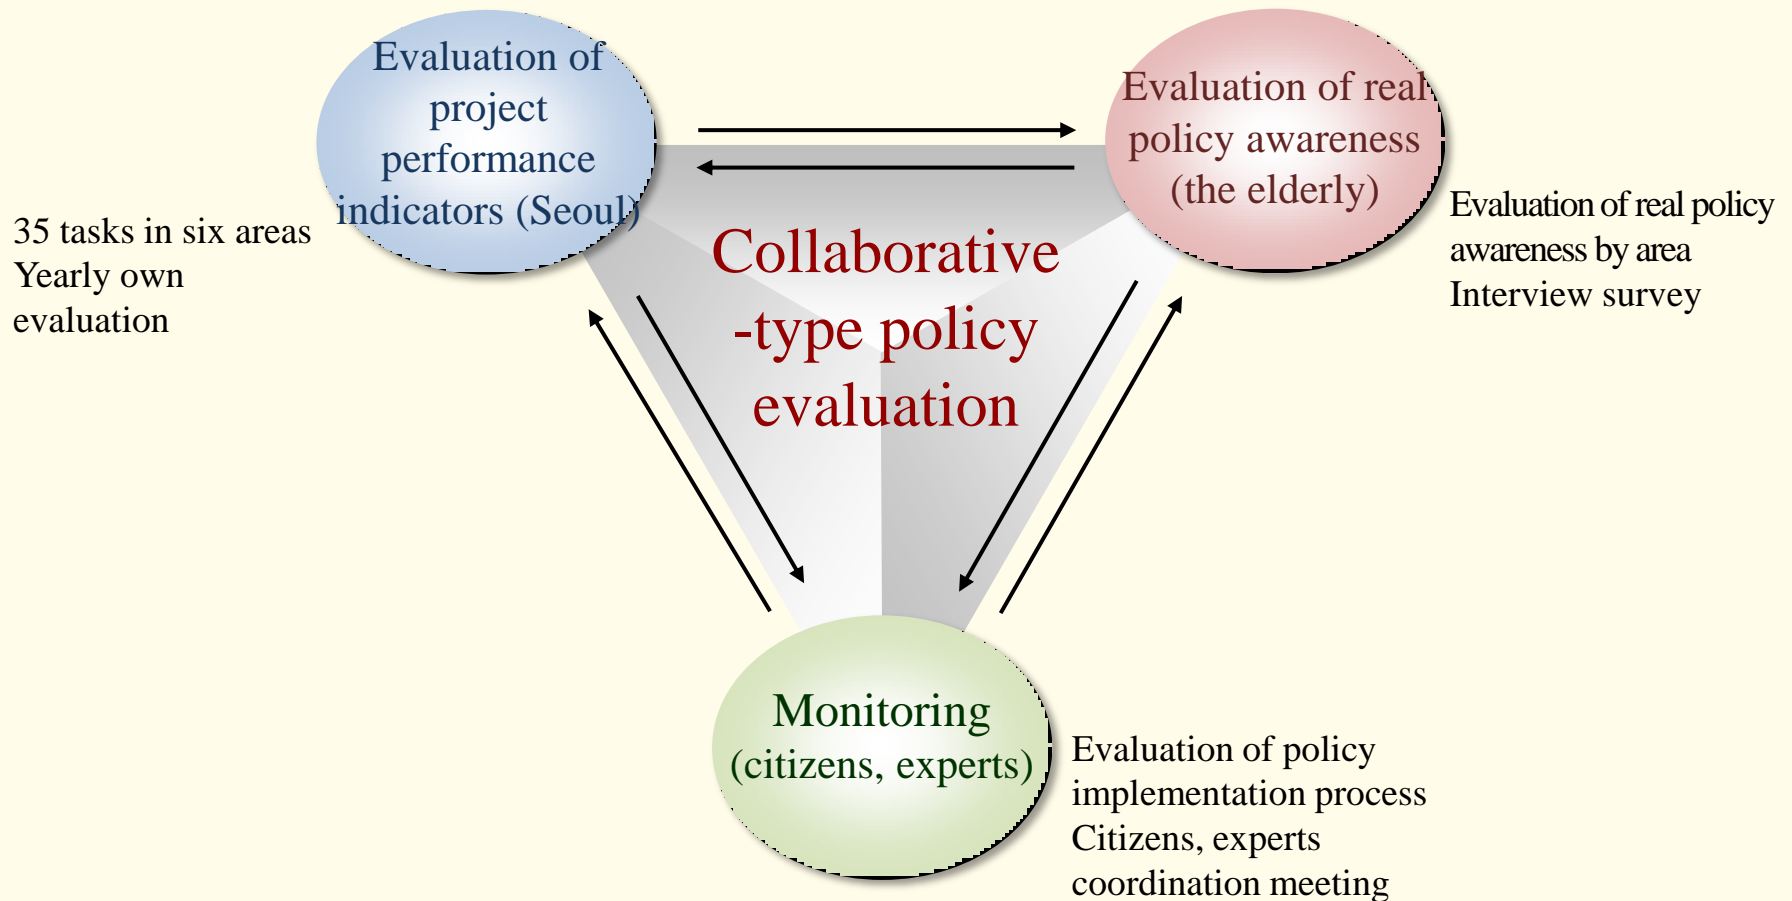 Evaluation of
project
performance
indicators (Seoul)
Evaluation of real
policy awareness
(the elderly)
35 tasks in six areas
Yearly own
evaluation
Collaborative
-type policy
evaluation
Evaluation of real policy
awareness by area
Interview survey
Monitoring
(citizens, experts)
Evaluation of policy
implementation process
Citizens, experts
coordination meeting